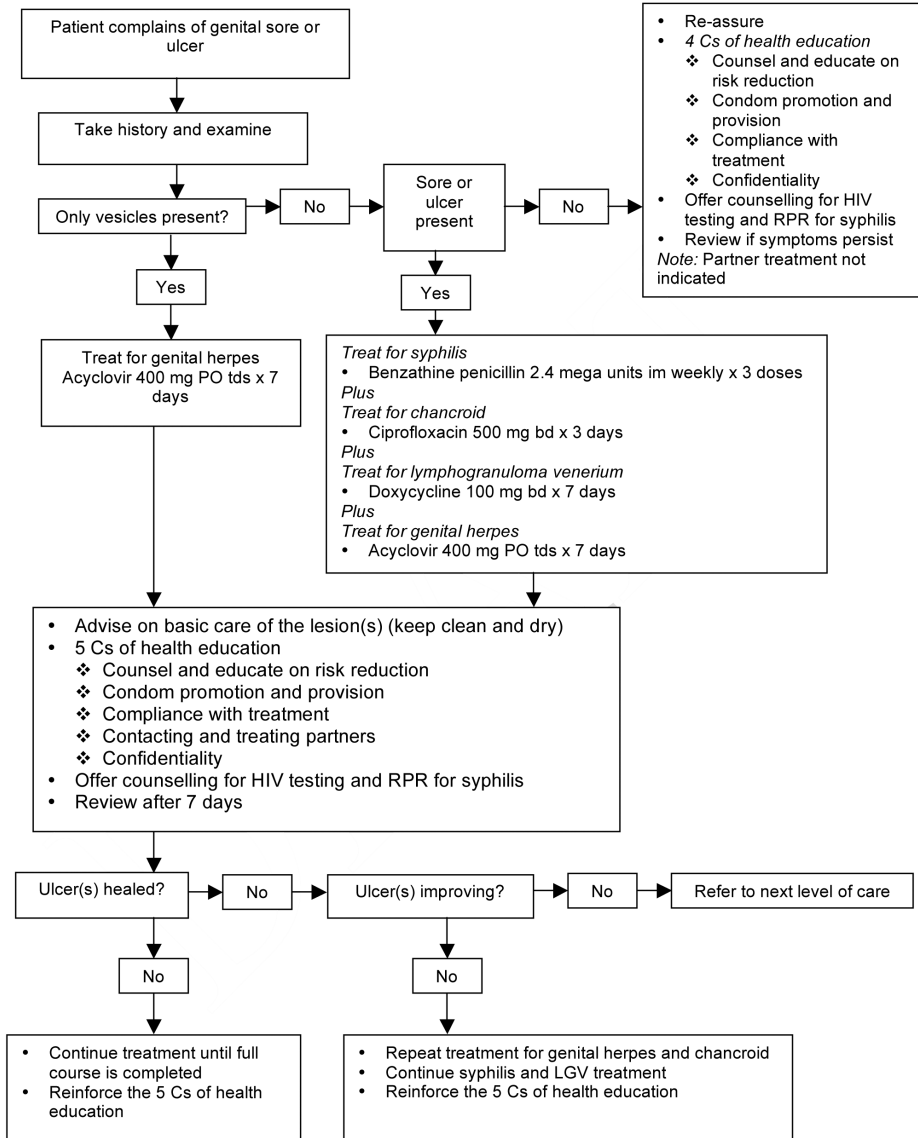 Patient complains of genital sore or
ulcer
Take history and examine
Only vesicles present?
No
Sore or
ulcer
present
No
• Re-assure
• 4 Cs of health education
❖ Counsel and educate on
risk reduction
❖ Condom promotion and
provision
❖ Compliance with
treatment
❖ Confidentiality
• Offer counselling for HIV
testing and RPR for syphilis
• Review if symptoms persist
Note: Partner treatment not
indicated
Yes
Yes
Treat for genital herpes
Acyclovir 400 mg PO tds x 7
days
Treat for syphilis
• Benzathine penicillin 2.4 mega units im weekly x 3 doses
Plus
Treat for chancroid
• Ciprofloxacin 500 mg bd x 3 days
Plus
Treat for lymphogranuloma venerium
• Doxycycline 100 mg bd x 7 days
Plus
Treat for genital herpes
• Acyclovir 400 mg PO tds x 7 days
• Advise on basic care of the lesion(s) (keep clean and dry)
• 5 Cs of health education
❖ Counsel and educate on risk reduction
❖ Condom promotion and provision
❖ Compliance with treatment
❖ Contacting and treating partners
❖ Confidentiality
• Offer counselling for HIV testing and RPR for syphilis
• Review after 7 days
Ulcer(s) healed?
No
Ulcer(s) improving?
No
Refer to next level of care
No
No
• Continue treatment until full
course is completed
• Reinforce the 5 Cs of health
education
• Repeat treatment for genital herpes and chancroid
• Continue syphilis and LGV treatment
• Reinforce the 5 Cs of health education